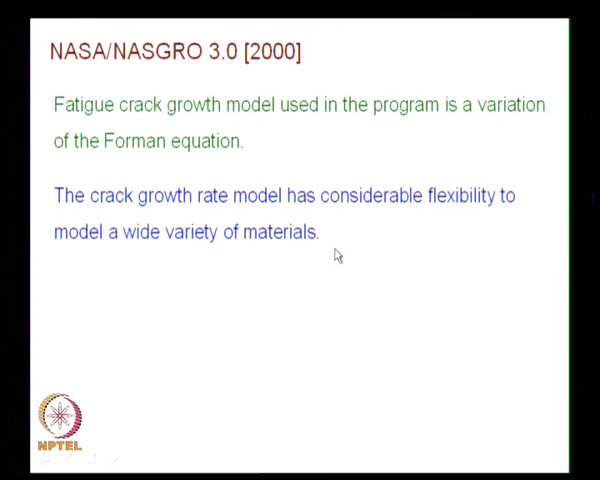 NASA/NASGRO 3.0 [2000]
Fatigue crack growth model used in the program is a variation
of the Forman equation.
The crack growth rate model has considerable flexibility to
model a wide variety of materials.
NPTEL